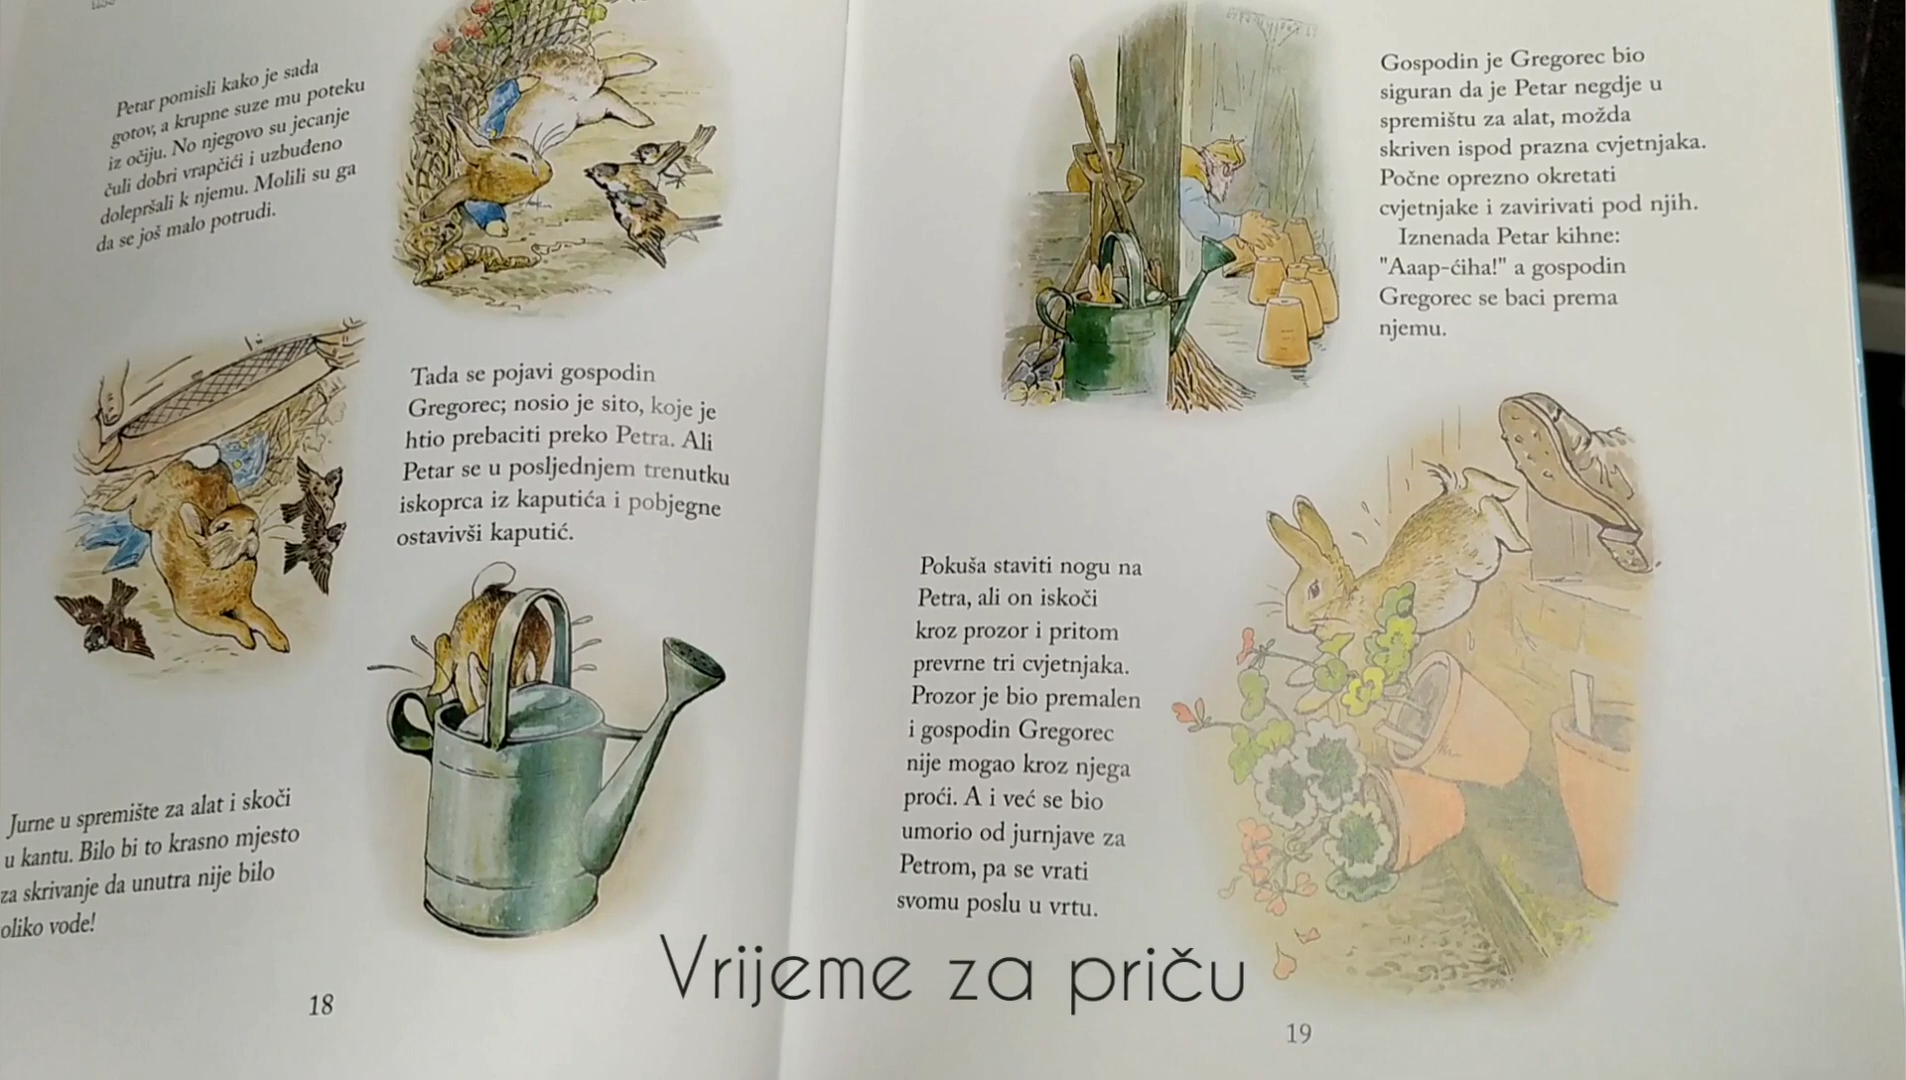 Petar pomisli kako je sada
gotov, a krupne suze mu poteku
iz očiju. No njegovo su jecanje
čuli dobri vrapčići i uzbuđeno
doleprašali k njemu. Molili su ga
da se još malo potrudi.
Tada se pojavi gospodin
Gregorec; nosio je sito, koje je
htio prebaciti preko Petra. Ali
Petar se u posljednjem trenutku
iskoprca iz kaputića i pobjegne
ostavivši kaputić.
Jurne u spremište za alat i skoči
u kantu. Bilo bi to krasno mjesto
za skrivanje da unutra nije bilo
oliko vode!
18
Gospodin je Gregorec bio
siguran da je Petar negdje u
spremištu za alat, možda
skriven ispod prazna cvjetnjaka.
Počne oprezno okretati
cvjetnjake i zavirivati pod njih.
Iznenada Petar kihne:
"Aaap-ćiha!" a gospodin
Gregorec se baci prema
njemu.
Pokuša staviti nogu na
Petra, ali on iskoči
kroz prozor i pritom
prevrne tri cvjetnjaka.
Prozor je bio premalen
i gospodin Gregorec
nije mogao kroz njega
proći. A i već se bio
umorio od jurnjave za
Petrom, pa se vrati
svomu poslu u vrtu.
19
Vrijeme za priču